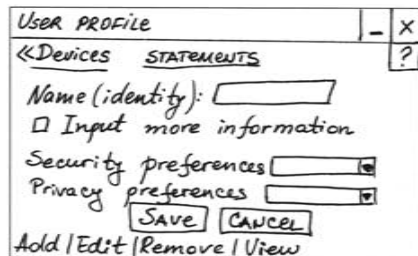 USER PROFILE - X
<<Devices STATEMENTS ?
Name (identity):
Input more information
Security preferences
Privacy preferences
SAVE CANCEL
Add | Edit | Remove | View